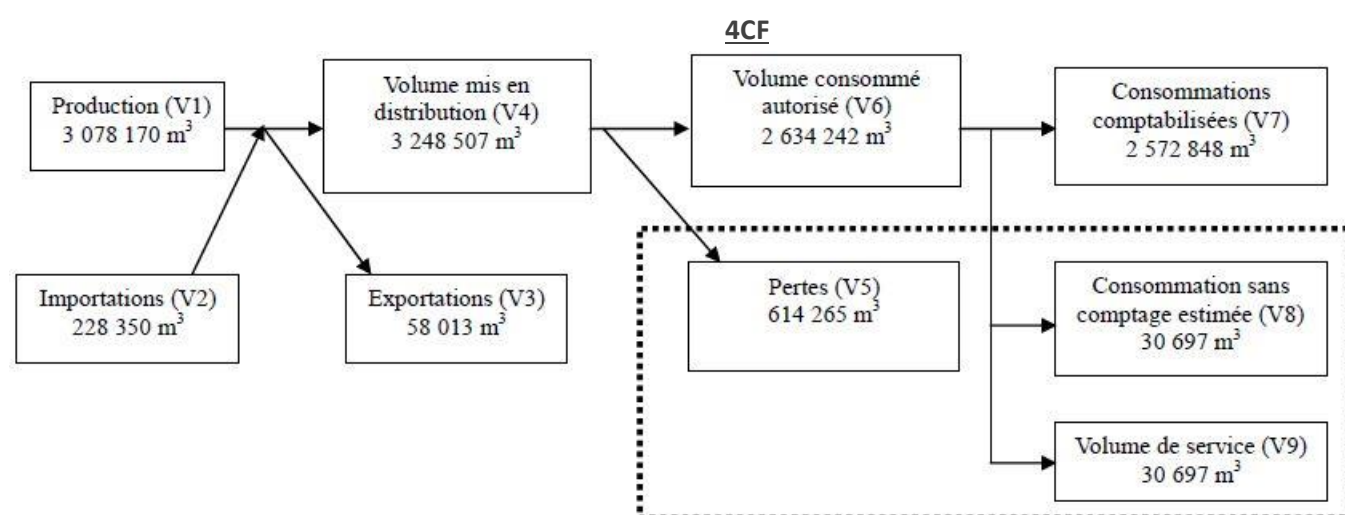 4CF
Production (V1)
3 078 170 m³
Volume mis en
distribution (V4)
3 248 507 m³
Volume consommé
autorisé (V6)
2 634 242 m³
Consommations
comptabilisées (V7)
2 572 848 m³
Importations (V2)
228 350 m³
Exportations (V3)
58 013 m³
Pertes (V5)
614 265 m³
Consommation sans
comptage estimée (V8)
30 697 m³
Volume de service (V9)
30 697 m³